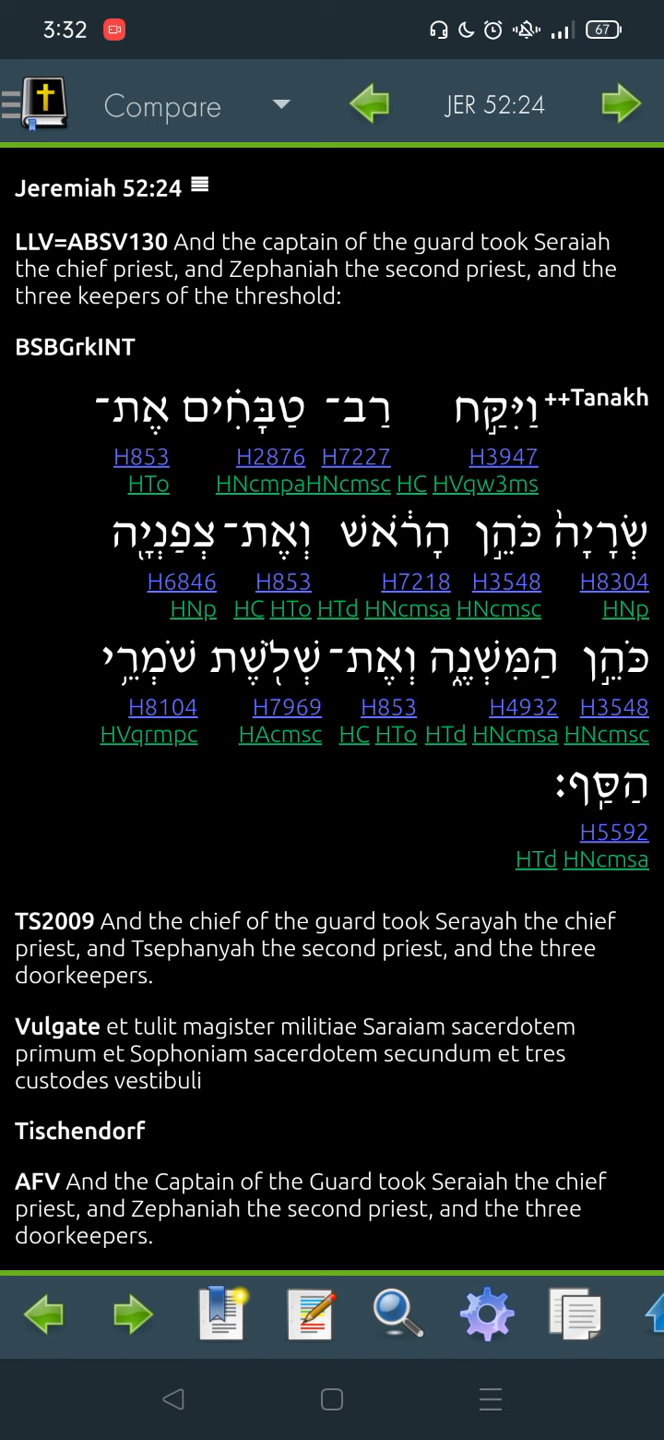 3:32
67
Compare
JER 52:24
Jeremiah 52:24
LLV=ABSV130 And the captain of the guard took Seraiah
the chief priest, and Zephaniah the second priest, and the
three keepers of the threshold:
BSBGrkINT
++Tanakh וַיִּקַּ֣ח רַב־ טַבָּחִ֗ים אֶת־
H853 H2876 H7227 H3947
HTo HNcmpaHNcmsc HC HVqw3ms
שְׂרָיָה֙ כֹּהֵ֣ן הָרֹ֔אשׁ וְאֶת־ צְפַנְיָ֖ה
H6846 H853 H7218 H3548 H8304
HNp HC HTo HTd HNcmsa HNcmsc HNp
כֹּהֵ֣ן הַמִּשְׁנֶ֑ה וְאֶת־ שְׁלֹ֖שֶׁת שֹׁמְרֵ֥י
H8104 H7969 H853 H4932 H3548
HVqrmpc HAcmsc HC HTo HTd HNcmsa HNcmsc
הַסַּֽף׃
H5592
HTd HNcmsa
TS2009 And the chief of the guard took Serayah the chief
priest, and Tsephanyah the second priest, and the three
doorkeepers.
Vulgate et tulit magister militiae Saraiam sacerdotem
primum et Sophoniam sacerdotem secundum et tres
custodes vestibuli
Tischendorf
AFV And the Captain of the Guard took Seraiah the chief
priest, and Zephaniah the second priest, and the three
doorkeepers.